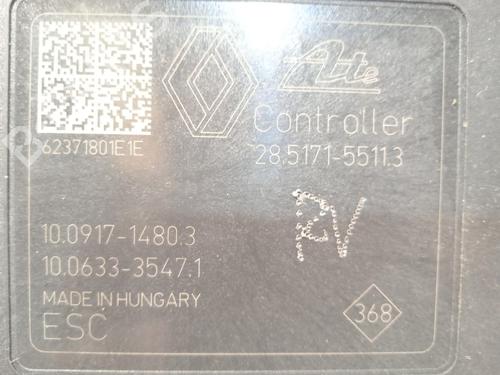 Ate
Controller
62371801E1E
28.5171-5511.3
RV
10.0917-1480.3
10.0633-3547.1
MADE IN HUNGARY
368
ESC